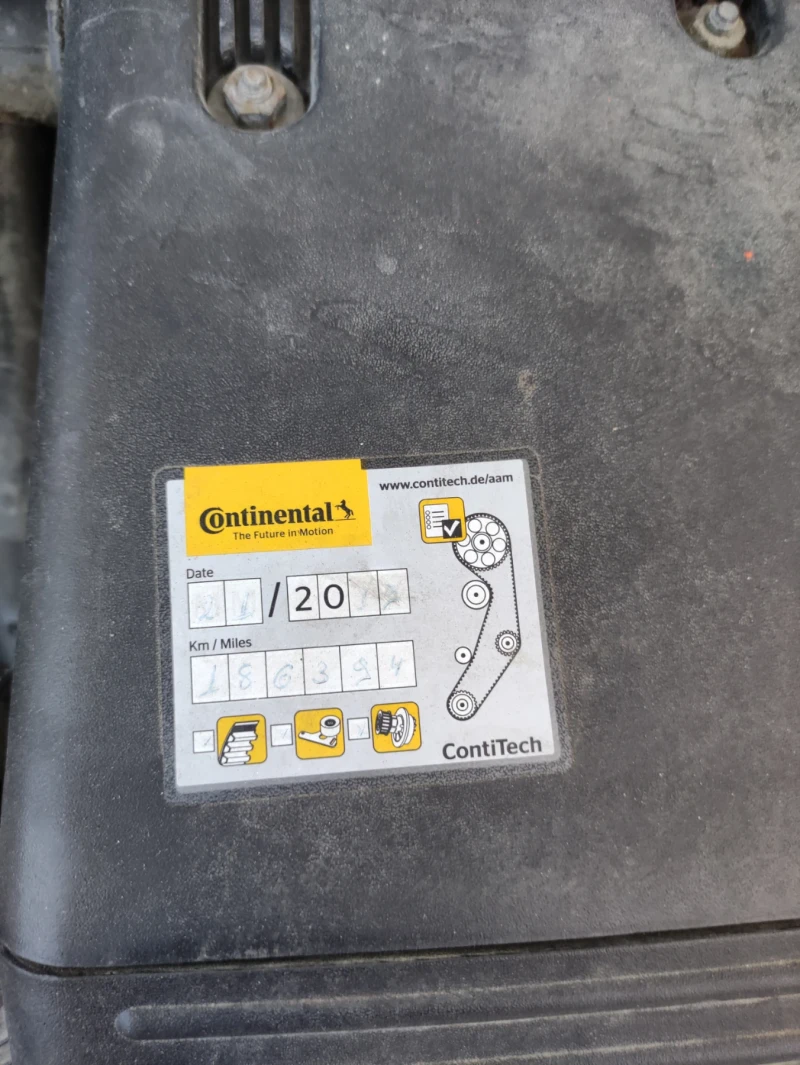 www.contitech.de/aam
Continental
The Future in Motion
Date
/20
Km / Miles
186394
ContiTech